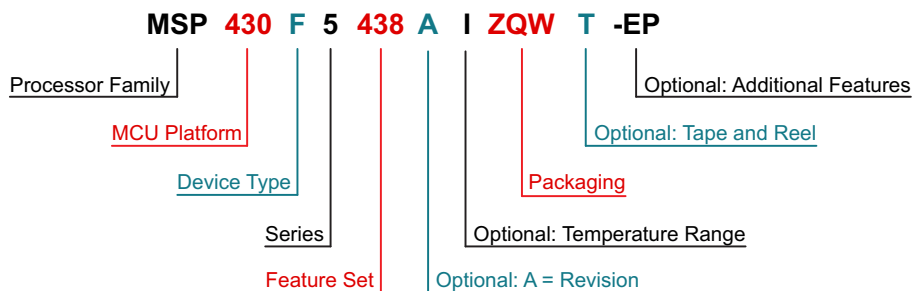 MSP 430 F 5 438 A I ZQW T -EP
Processor Family
Optional: Additional Features
MCU Platform
Optional: Tape and Reel
Device Type
Packaging
Series
Optional: Temperature Range
Feature Set
Optional: A = Revision